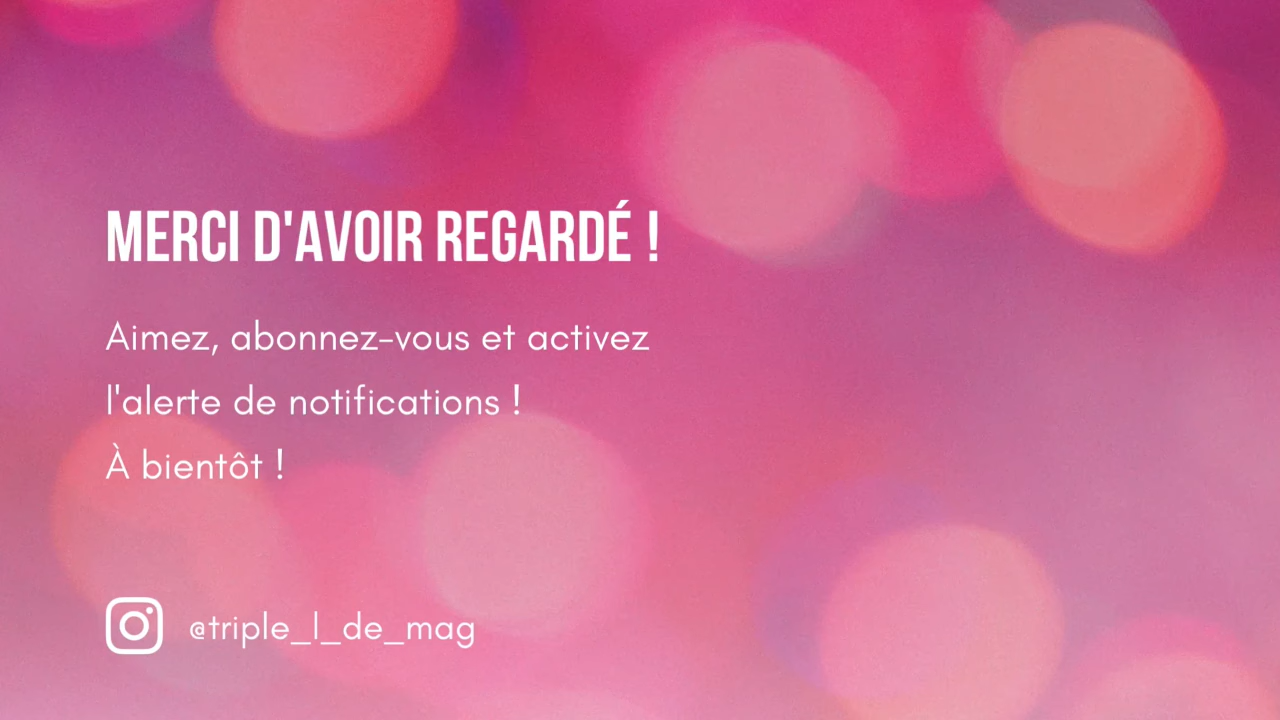 MERCI D'AVOIR REGARDÉ !
Aimez, abonnez-vous et activez
l'alerte de notifications !
À bientôt !
@triple_l_de_mag